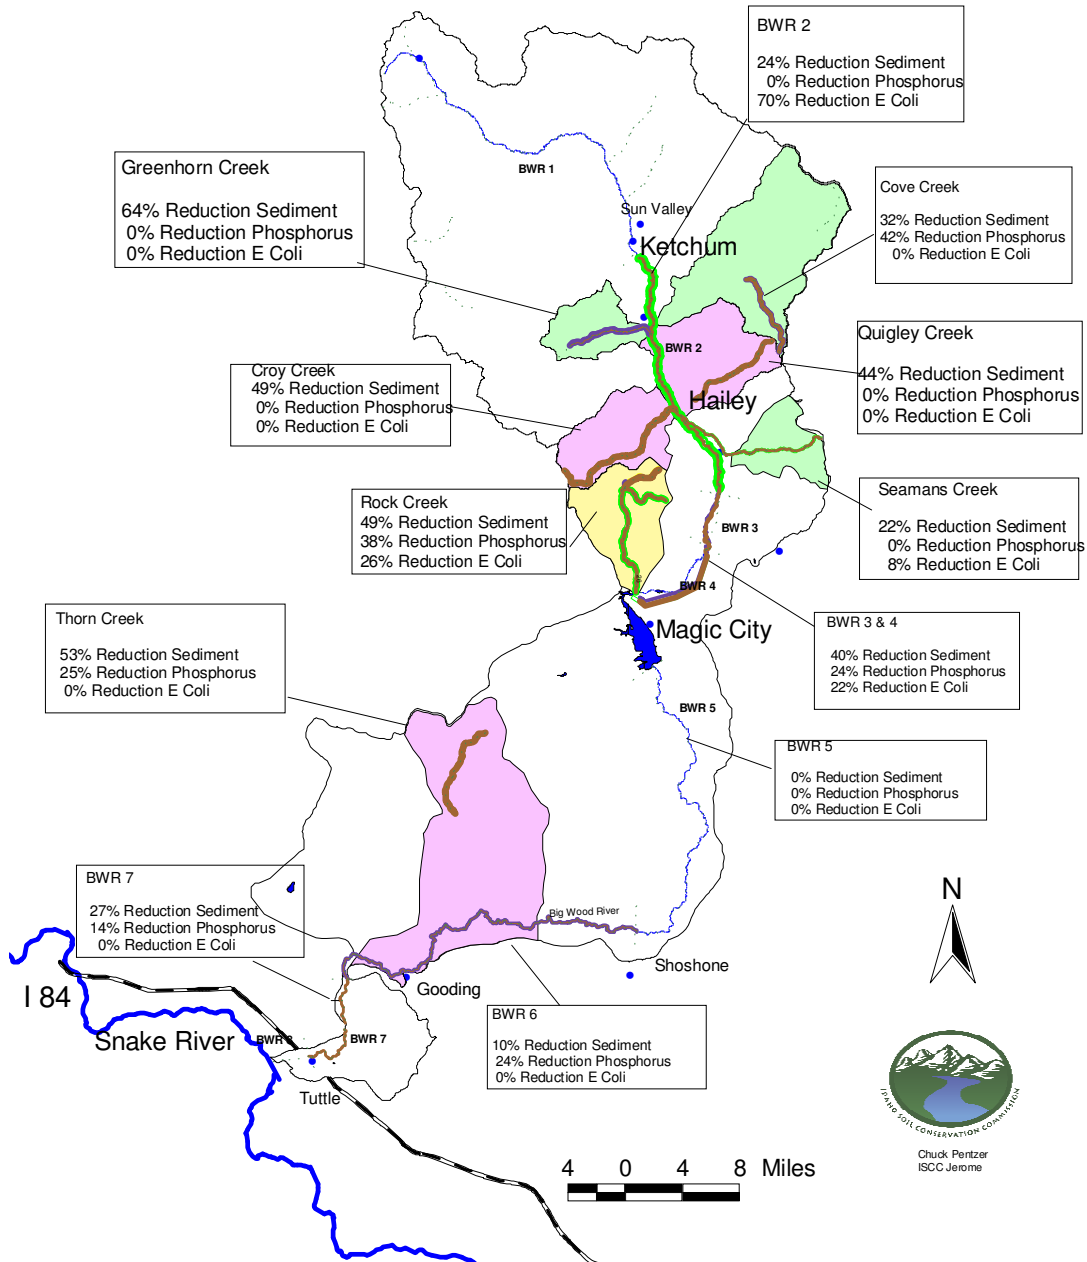 BWR 2
24% Reduction Sediment
0% Reduction Phosphorus
70% Reduction E Coli
Greenhorn Creek
64% Reduction Sediment
0% Reduction Phosphorus
0% Reduction E Coli
BWR 1
Cove Creek
32% Reduction Sediment
42% Reduction Phosphorus
0% Reduction E Coli
Sun Valley
Ketchum
Quigley Creek
44% Reduction Sediment
0% Reduction Phosphorus
0% Reduction E Coli
BWR 2
Croy Creek
49% Reduction Sediment
0% Reduction Phosphorus
0% Reduction E Coli
Hailey
Rock Creek
49% Reduction Sediment
38% Reduction Phosphorus
26% Reduction E Coli
Seamans Creek
22% Reduction Sediment
0% Reduction Phosphorus
8% Reduction E Coli
BWR 3
BWR 4
Magic City
Thorn Creek
53% Reduction Sediment
25% Reduction Phosphorus
0% Reduction E Coli
BWR 3 & 4
40% Reduction Sediment
24% Reduction Phosphorus
22% Reduction E Coli
BWR 5
BWR 5
0% Reduction Sediment
0% Reduction Phosphorus
0% Reduction E Coli
BWR 7
27% Reduction Sediment
14% Reduction Phosphorus
0% Reduction E Coli
Big Wood River
N
Shoshone
Gooding
I 84
Snake River
BWR 7
BWR 6
10% Reduction Sediment
24% Reduction Phosphorus
0% Reduction E Coli
Tuttle
IDAHO SOIL CONSERVATION COMMISSION
Chuck Pentzer
ISCC Jerome
4 0 4 8 Miles